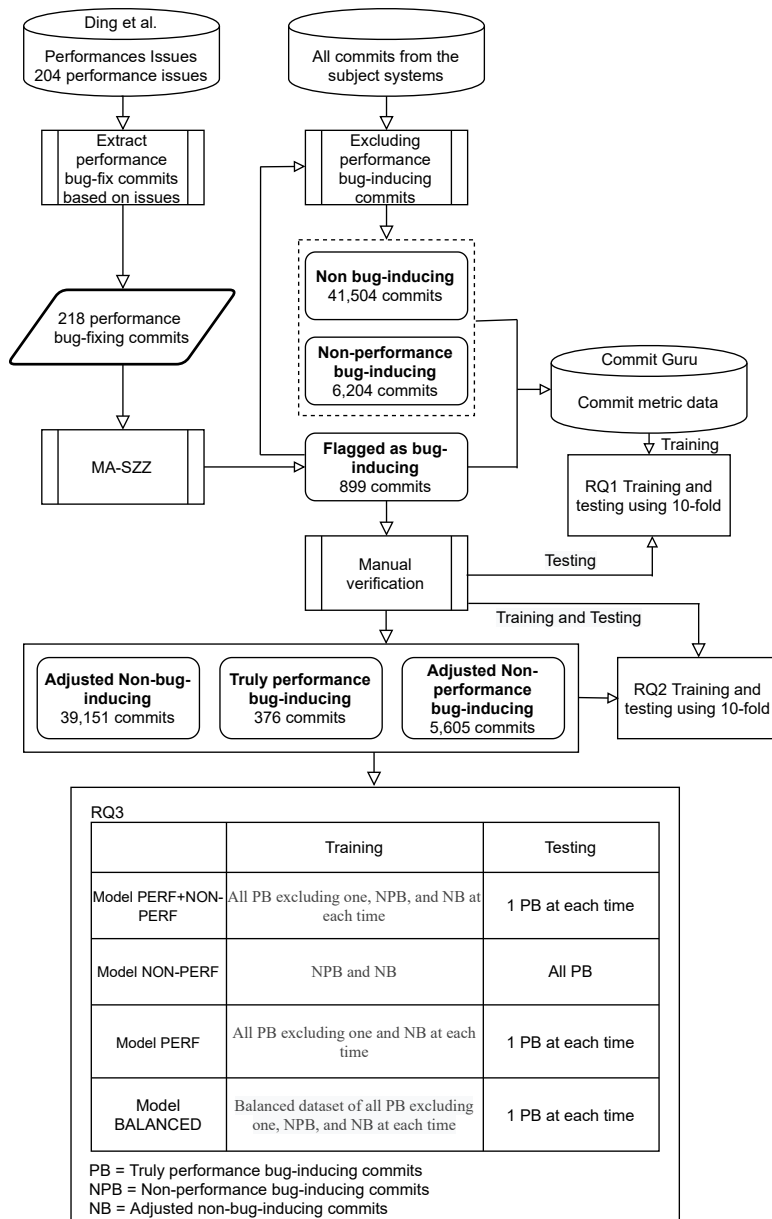 Ding et al.
Performances Issues
204 performance issues
All commits from the
subject systems
Extract
performance
bug-fix commits
based on issues
Excluding
performance
bug-inducing
commits
Non bug-inducing
41,504 commits
218 performance
bug-fixing commits
Non-performance
bug-inducing
6,204 commits
Commit Guru
Commit metric data
Training
MA-SZZ
Flagged as bug-
inducing
899 commits
RQ1 Training and
testing using 10-fold
Manual
verification
Testing
Training and Testing
Adjusted Non-bug-
inducing
39,151 commits
Truly performance
bug-inducing
376 commits
Adjusted Non-
performance
bug-inducing
5,605 commits
RQ2 Training and
testing using 10-fold
RQ3
Training
Testing
Model PERF+NON-
PERF
All PB excluding one, NPB, and NB at
each time
1 PB at each time
Model NON-PERF
NPB and NB
All PB
Model PERF
All PB excluding one and NB at each
time
1 PB at each time
Model
BALANCED
Balanced dataset of all PB excluding
one, NPB, and NB at each time
1 PB at each time
PB = Truly performance bug-inducing commits
NPB = Non-performance bug-inducing commits
NB = Adjusted non-bug-inducing commits